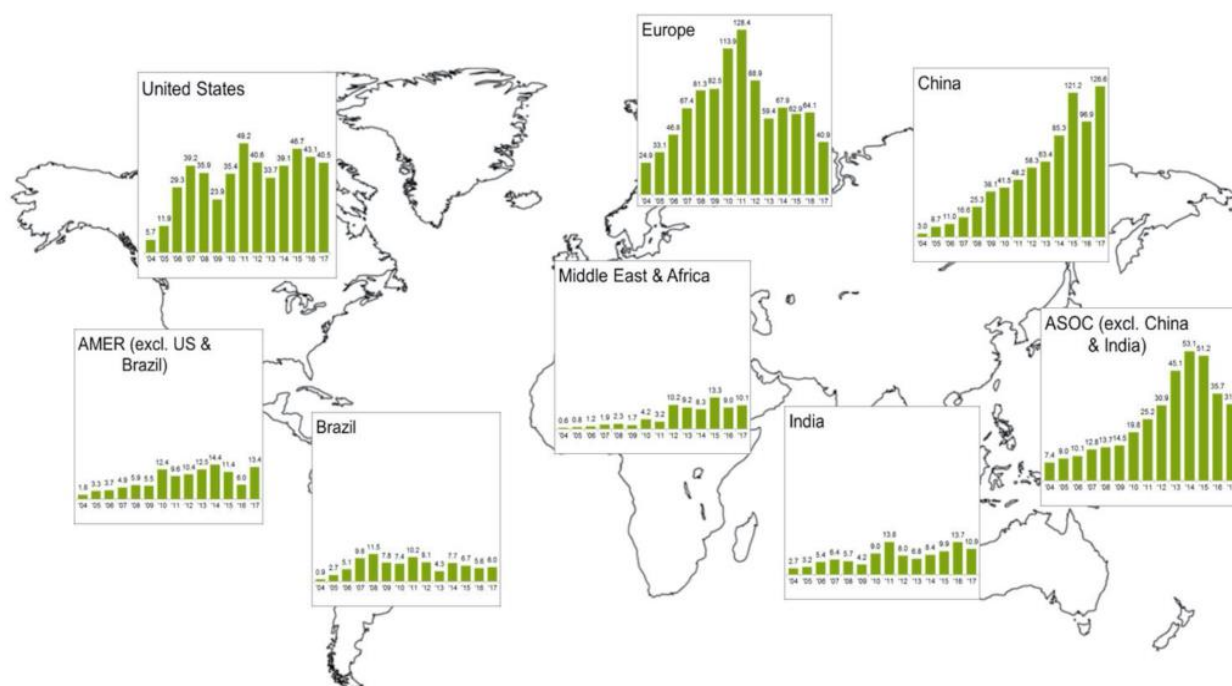 Europe
24.9 33.1 46.8 67.4 81.3 82.5 113.9 128.4 88.9 59.4 67.9 62.9 64.1 40.9
'04 '05 '06 '07 '08 '09 '10 '11 '12 '13 '14 '15 '16 '17
United States
5.7 11.9 29.3 39.2 35.9 23.9 35.4 49.2 40.6 33.7 39.1 46.7 43.1 40.5
'04 '05 '06 '07 '08 '09 '10 '11 '12 '13 '14 '15 '16 '17
China
3.0 8.7 11.0 16.6 25.3 38.1 41.5 48.2 58.3 63.4 85.3 121.2 96.9 126.6
'04 '05 '06 '07 '08 '09 '10 '11 '12 '13 '14 '15 '16 '17
Middle East & Africa
0.6 0.8 1.2 1.9 2.3 1.7 4.2 3.2 10.2 9.2 8.3 13.3 9.0 10.1
'04 '05 '06 '07 '08 '09 '10 '11 '12 '13 '14 '15 '16 '17
ASOC (excl. China
& India)
7.4 9.0 10.1 12.8 13.7 14.5 19.8 25.2 30.9 45.1 53.1 51.2 35.7
'04 '05 '06 '07 '08 '09 '10 '11 '12 '13 '14 '15 '16
AMER (excl. US &
Brazil)
3.3 3.7 4.9 5.9 5.5 12.4 9.6 10.4 12.5 14.4 11.4 6.0 13.4
'04 '05 '06 '07 '08 '09 '10 '11 '12 '13 '14 '15 '16 '17
Brazil
0.9 2.7 5.1 9.8 11.5 7.8 7.4 10.2 8.1 4.3 7.7 6.7 5.6 6.0
'04 '05 '06 '07 '08 '09 '10 '11 '12 '13 '14 '15 '16 '17
India
2.7 3.2 5.4 6.4 5.7 4.2 9.0 13.6 8.0 6.8 8.4 9.9 13.7 10.9
'04 '05 '06 '07 '08 '09 '10 '11 '12 '13 '14 '15 '16 '17